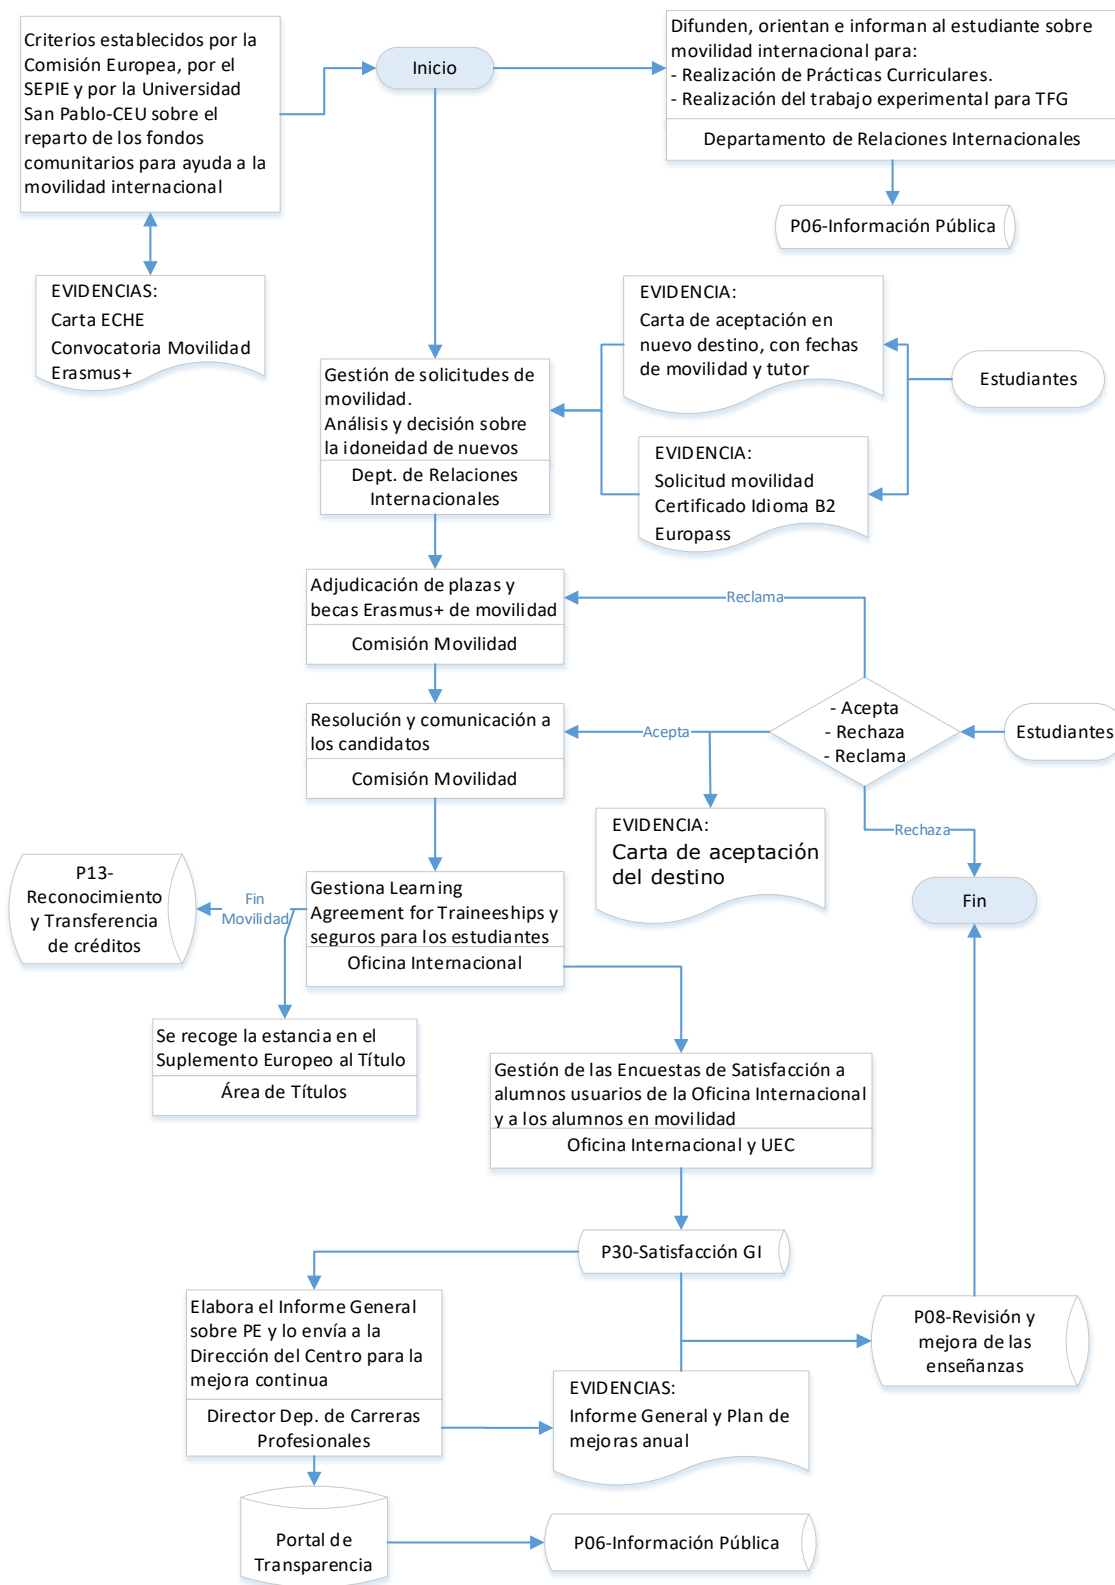 Criterios establecidos por la
Comisión Europea, por el
SEPIE y por la Universidad
San Pablo-CEU sobre el
reparto de los fondos
comunitarios para ayuda a la
movilidad internacional
Inicio
Difunden, orientan e informan al estudiante sobre
movilidad internacional para:
- Realización de Prácticas Curriculares.
- Realización del trabajo experimental para TFG
Departamento de Relaciones Internacionales
P06-Información Pública
EVIDENCIAS:
Carta ECHE
Convocatoria Movilidad
Erasmus+
EVIDENCIA:
Carta de aceptación en
nuevo destino, con fechas
de movilidad y tutor
Estudiantes
Gestión de solicitudes de
movilidad.
Análisis y decisión sobre
la idoneidad de nuevos
Dept. de Relaciones
Internacionales
EVIDENCIA:
Solicitud movilidad
Certificado Idioma B2
Europass
Adjudicación de plazas y
becas Erasmus+ de movilidad
Comisión Movilidad
Reclama
Resolución y comunicación a
los candidatos
Comisión Movilidad
Acepta
- Acepta
- Rechaza
- Reclama
Estudiantes
EVIDENCIA:
Carta de aceptación
del destino
Rechaza
Fin
P13-
Reconocimiento
y Transferencia
de créditos
Fin
Movilidad
Gestiona Learning
Agreement for Traineeships y
seguros para los estudiantes
Oficina Internacional
Se recoge la estancia en el
Suplemento Europeo al Título
Área de Títulos
Gestión de las Encuestas de Satisfacción a
alumnos usuarios de la Oficina Internacional
y a los alumnos en movilidad
Oficina Internacional y UEC
P30-Satisfacción GI
Elabora el Informe General
sobre PE y lo envía a la
Dirección del Centro para la
mejora continua
Director Dep. de Carreras
Profesionales
P08-Revisión y
mejora de las
enseñanzas
EVIDENCIAS:
Informe General y Plan de
mejoras anual
Portal de
Transparencia
P06-Información Pública